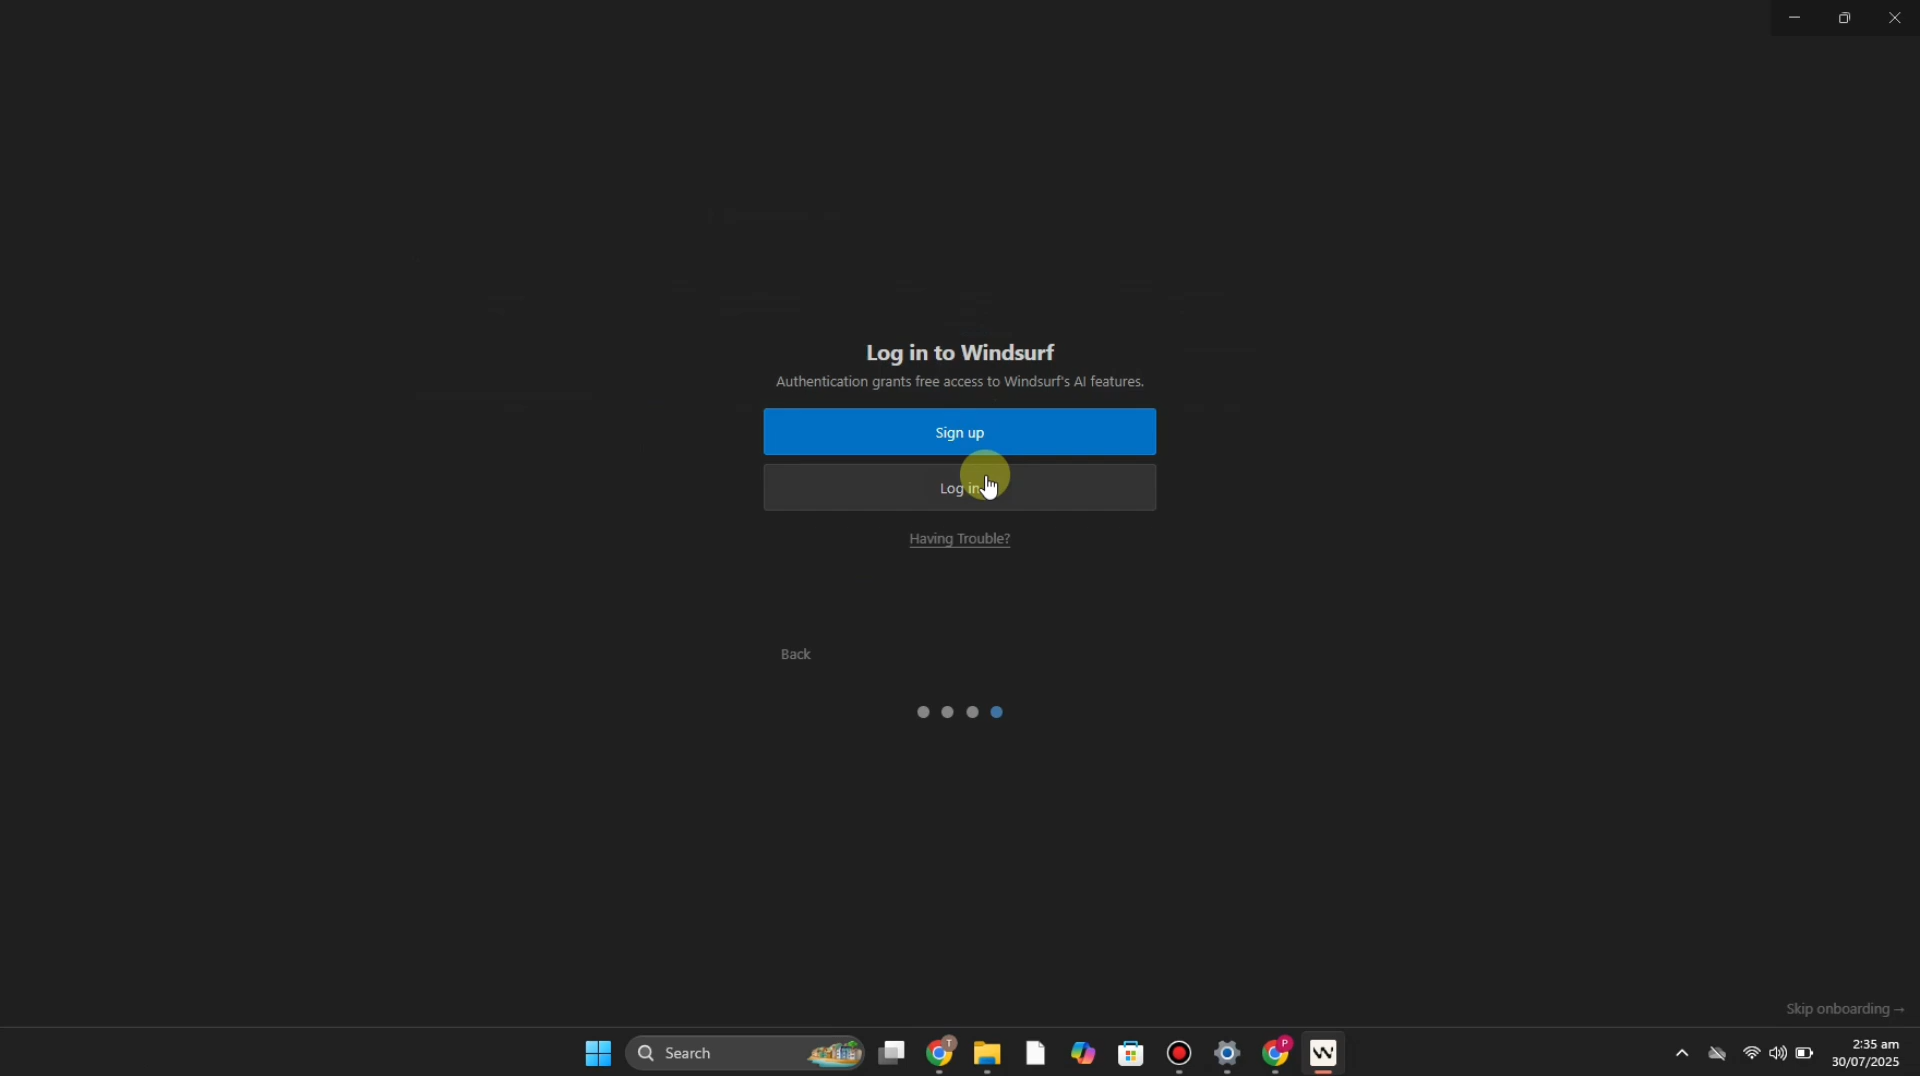 Log in to Windsurf
Authentication grants free access to Windsurf's AI features.
Sign up
Log in
Having Trouble?
Back
Skip onboarding →
Search
T
P
2:35 am
30/07/2025